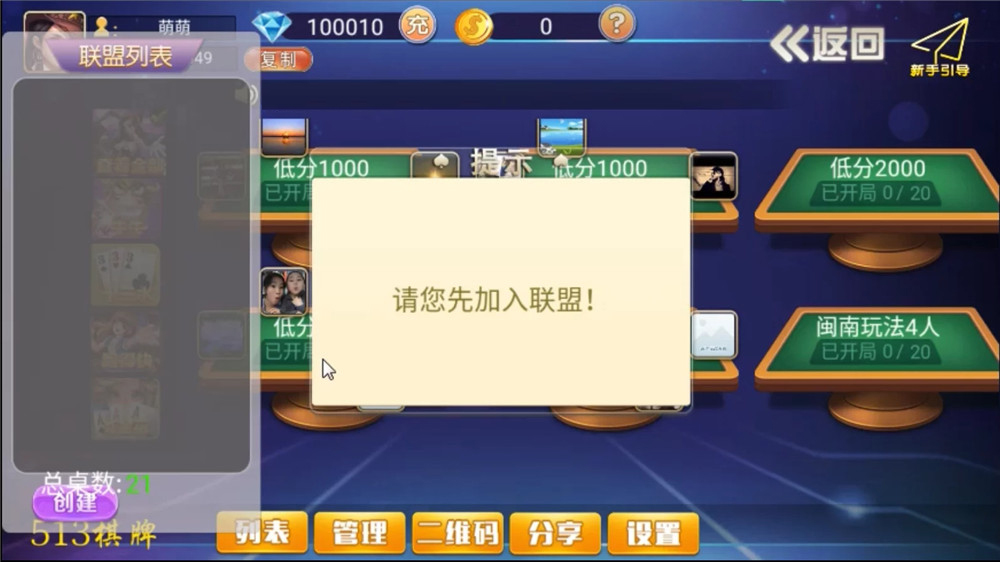 萌萌
100010
充
0
?
返回
新手引导
联盟列表
49
复制
低分1000
提示
低分1000
低分2000
已开局
已开局 0 / 20
请您先加入联盟！
低分
已开局
闽南玩法4人
已开局 0 / 20
总桌数:21
创建
513棋牌
列表
管理
二维码
分享
设置